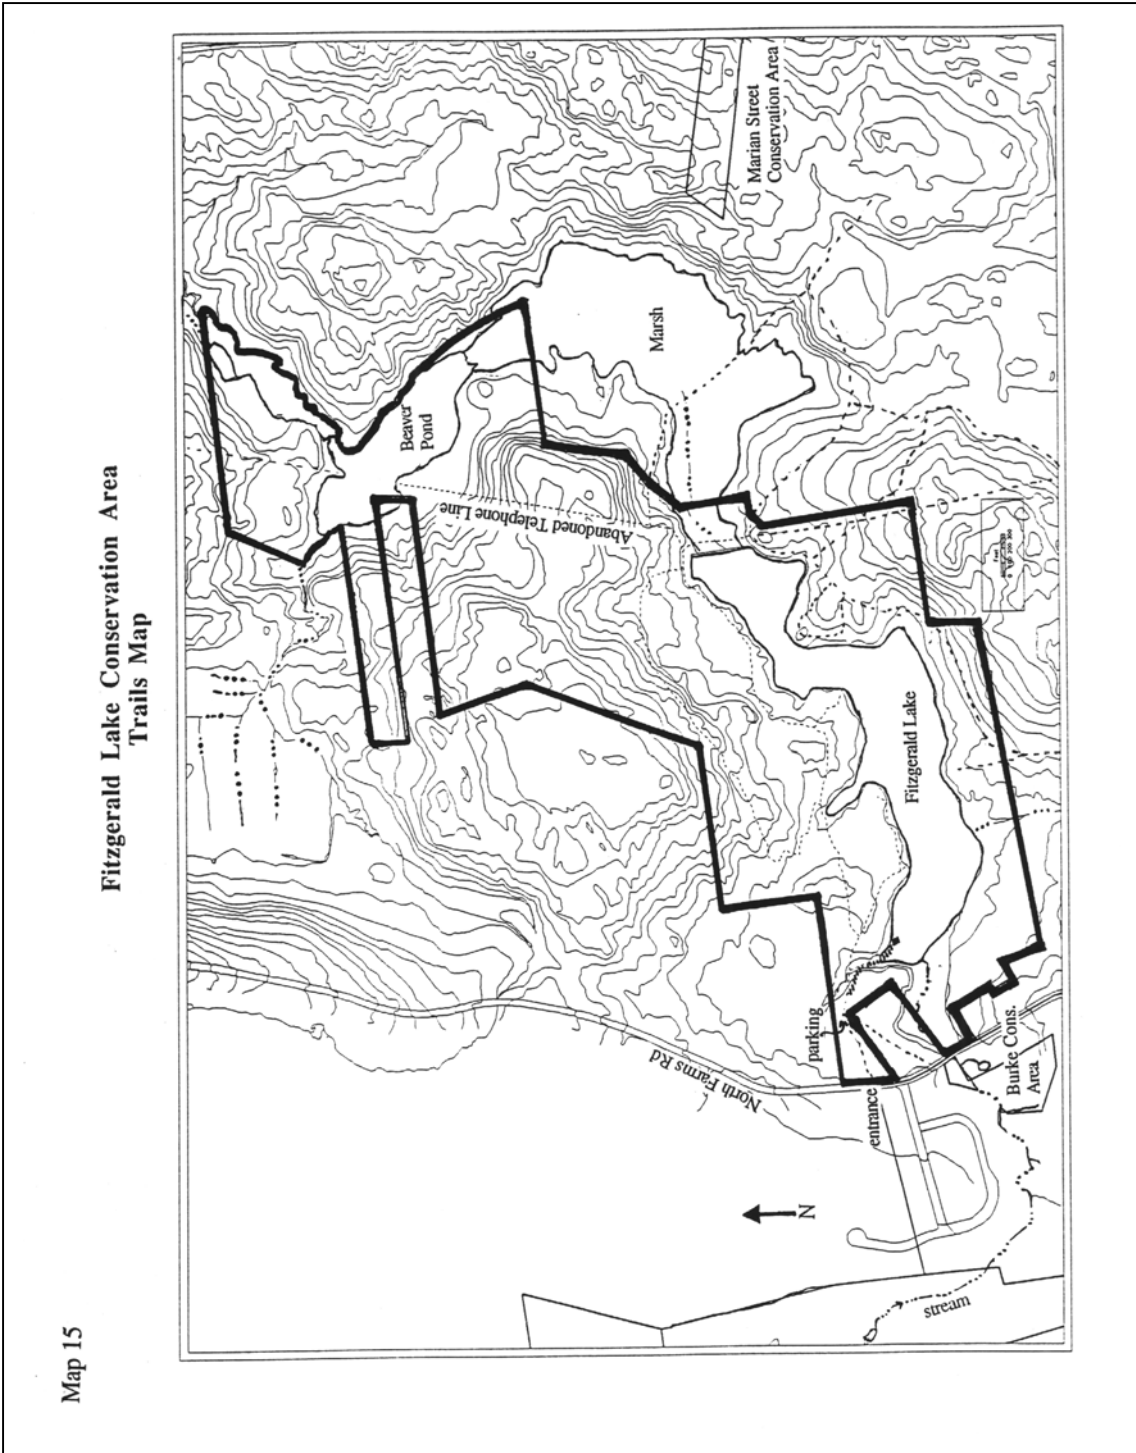 Map 15
Fitzgerald Lake Conservation Area
Trails Map
Marian Street
Conservation Area
Marsh
Beaver
Pond
Abandoned Telephone Line
Fitzgerald Lake
parking
North Farms Rd
entrance
Burke Cons.
Area
N
stream